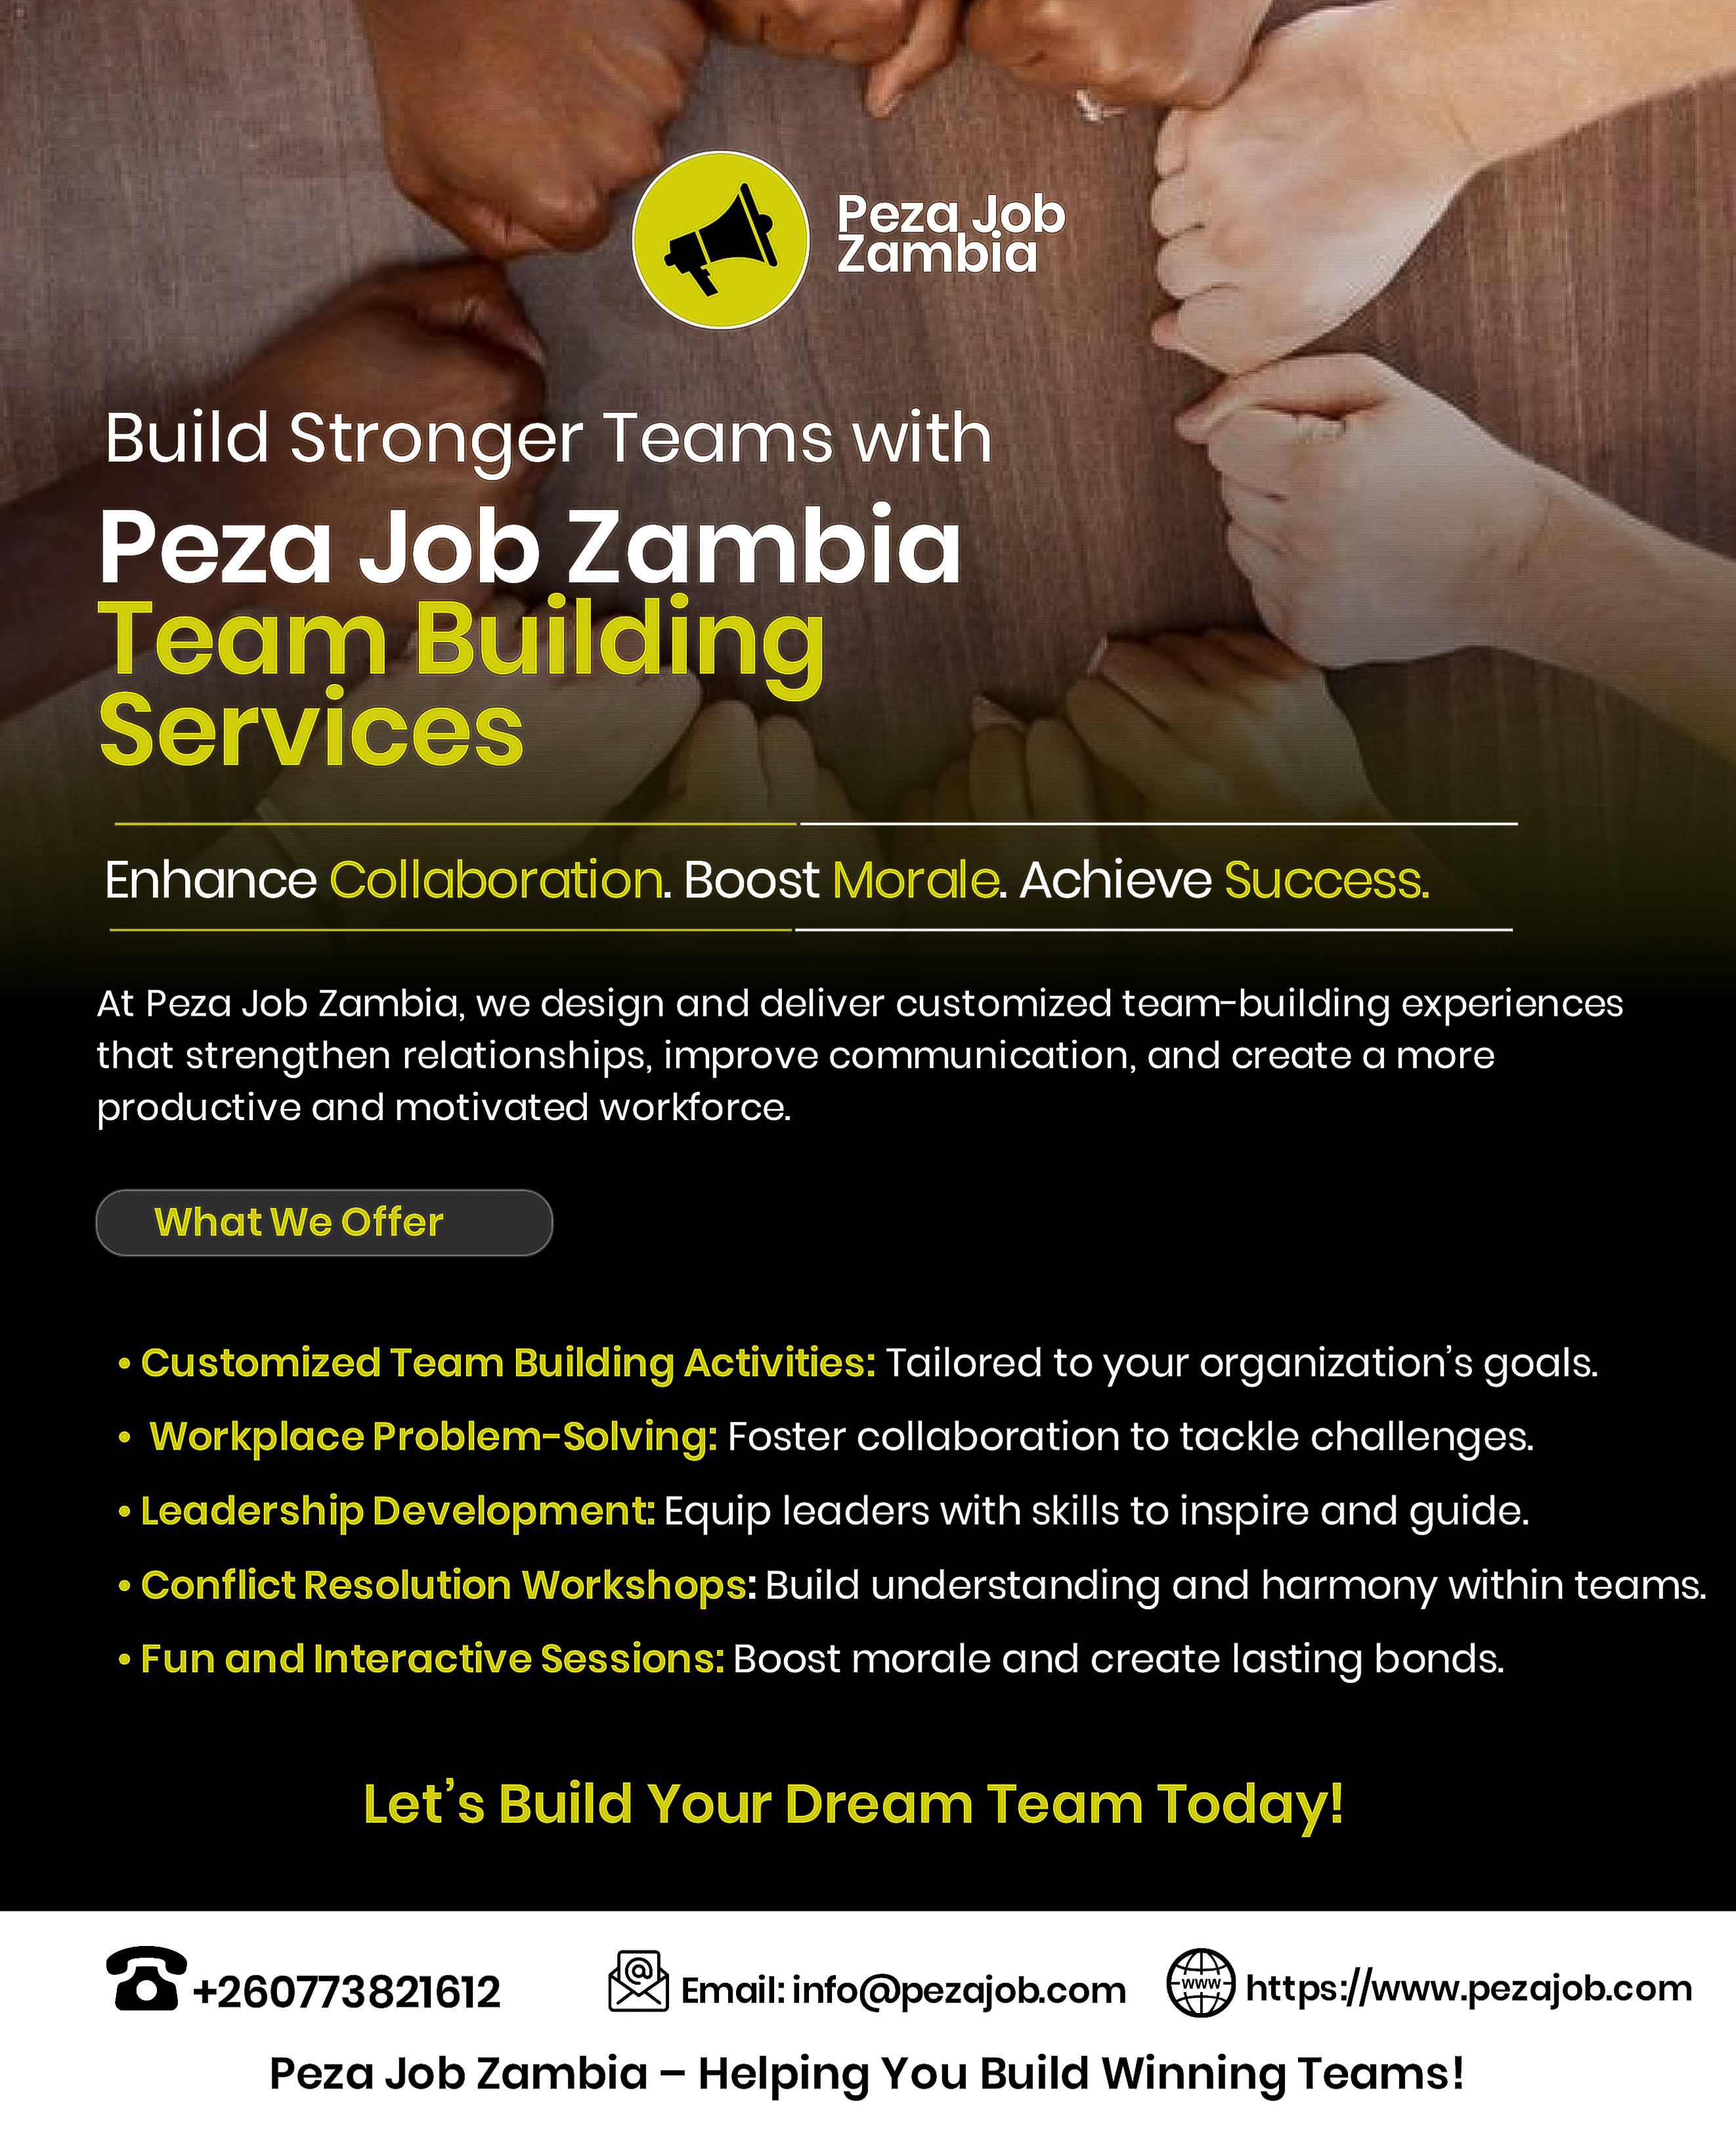 Peza Job
Zambia
Build Stronger Teams with
Peza Job Zambia
Team Building
Services
Enhance Collaboration. Boost Morale. Achieve Success.
At Peza Job Zambia, we design and deliver customized team-building experiences
that strengthen relationships, improve communication, and create a more
productive and motivated workforce.
What We Offer
• Customized Team Building Activities: Tailored to your organization’s goals.
• Workplace Problem-Solving: Foster collaboration to tackle challenges.
• Leadership Development: Equip leaders with skills to inspire and guide.
• Conflict Resolution Workshops: Build understanding and harmony within teams.
• Fun and Interactive Sessions: Boost morale and create lasting bonds.
Let’s Build Your Dream Team Today!
+260773821612
Email: info@pezajob.com
www
https://www.pezajob.com
Peza Job Zambia – Helping You Build Winning Teams!